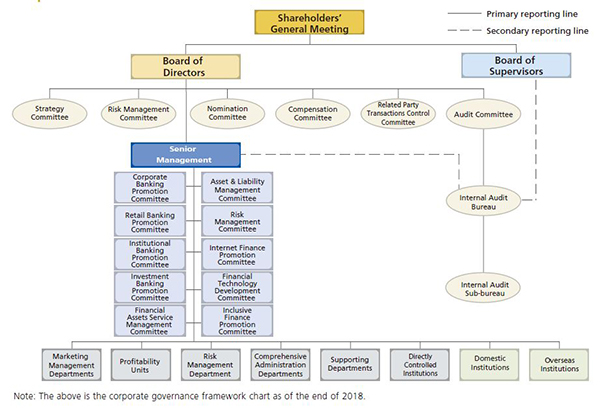 Shareholders'
General Meeting
Primary reporting line
Secondary reporting line
Board of
Directors
Board of
Supervisors
Strategy
Committee
Risk Management
Committee
Nomination
Committee
Compensation
Committee
Related Party
Transactions Control
Committee
Audit Committee
Senior
Management
Corporate
Banking
Promotion
Committee
Asset & Liability
Management
Committee
Retail Banking
Promotion
Committee
Risk
Management
Committee
Institutional
Banking
Promotion
Committee
Internet Finance
Promotion
Committee
Investment
Banking
Promotion
Committee
Financial
Technology
Development
Committee
Financial
Assets Service
Management
Committee
Inclusive
Finance
Promotion
Committee
Internal Audit
Bureau
Internal Audit
Sub-bureau
Marketing
Management
Departments
Profitability
Units
Risk
Management
Department
Comprehensive
Administration
Departments
Supporting
Departments
Directly
Controlled
Institutions
Domestic
Institutions
Overseas
Institutions
Note: The above is the corporate governance framework chart as of the end of 2018.